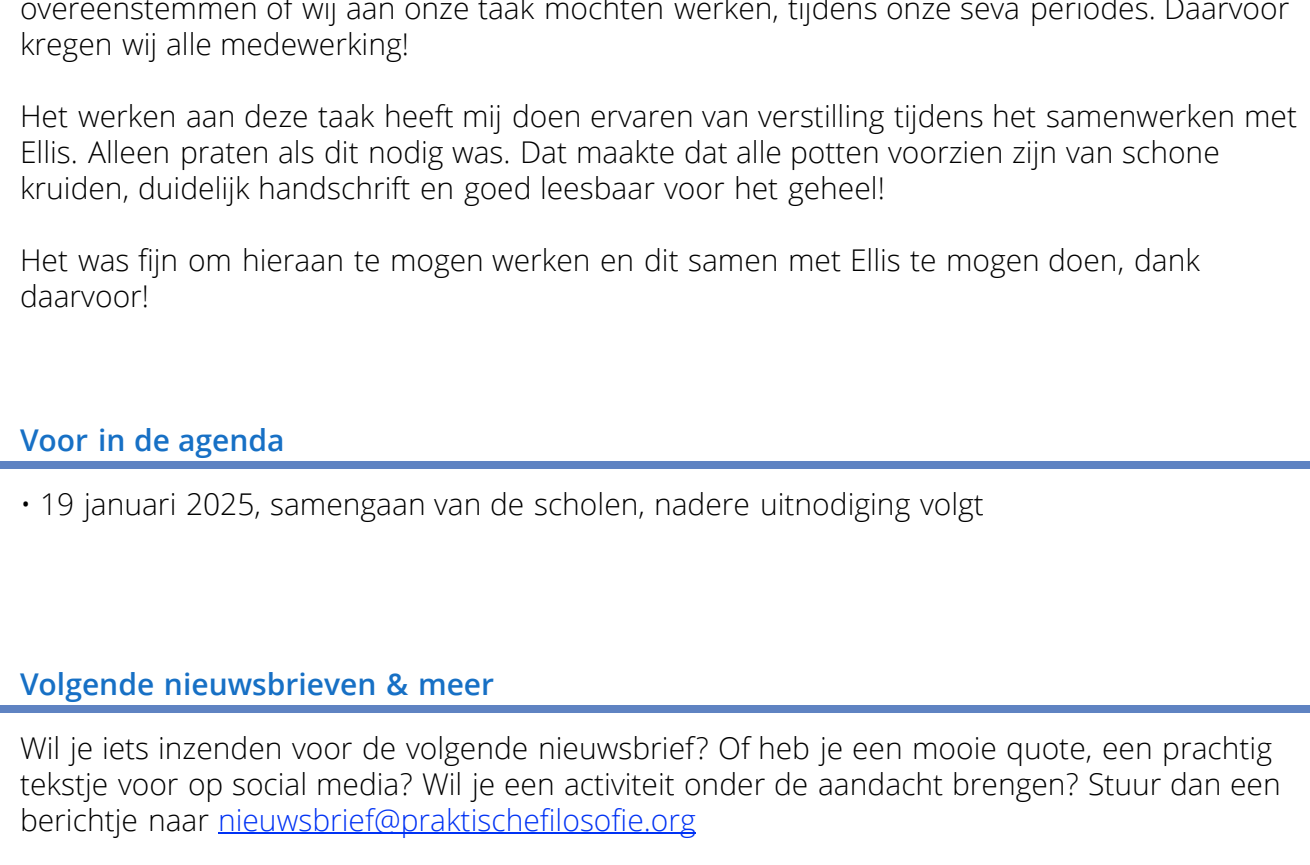 overeenstemmen of wij aan onze taak mochten werken, tijdens onze seva periodes. Daarvoor
kregen wij alle medewerking!
Het werken aan deze taak heeft mij doen ervaren van verstilling tijdens het samenwerken met
Ellis. Alleen praten als dit nodig was. Dat maakte dat alle potten voorzien zijn van schone
kruiden, duidelijk handschrift en goed leesbaar voor het geheel!
Het was fijn om hieraan te mogen werken en dit samen met Ellis te mogen doen, dank
daarvoor!
Voor in de agenda
• 19 januari 2025, samengaan van de scholen, nadere uitnodiging volgt
Volgende nieuwsbrieven & meer
Wil je iets inzenden voor de volgende nieuwsbrief? Of heb je een mooie quote, een prachtig
tekstje voor op social media? Wil je een activiteit onder de aandacht brengen? Stuur dan een
berichtje naar nieuwsbrief@praktischefilosofie.org